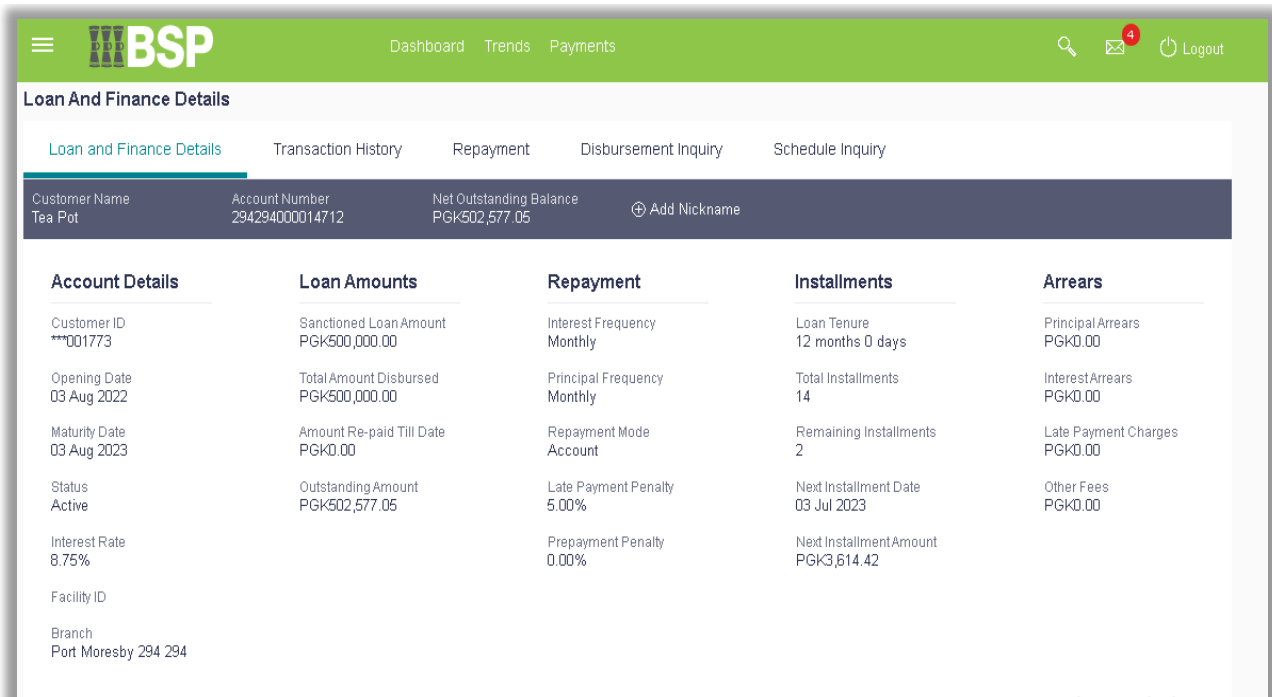 BSP
Dashboard Trends Payments
4
Logout
Loan And Finance Details
Loan and Finance Details Transaction History Repayment Disbursement Inquiry Schedule Inquiry
Customer Name Account Number Net Outstanding Balance
Tea Pot 294294000014712 PGK502,577.05
Add Nickname
Account Details
Customer ID
***001773
Opening Date
03 Aug 2022
Maturity Date
03 Aug 2023
Status
Active
Interest Rate
8.75%
Facility ID
Branch
Port Moresby 294 294
Loan Amounts
Sanctioned Loan Amount
PGK500,000.00
Total Amount Disbursed
PGK500,000.00
Amount Re-paid Till Date
PGK0.00
Outstanding Amount
PGK502,577.05
Repayment
Interest Frequency
Monthly
Principal Frequency
Monthly
Repayment Mode
Account
Late Payment Penalty
5.00%
Prepayment Penalty
0.00%
Installments
Loan Tenure
12 months 0 days
Total Installments
14
Remaining Installments
2
Next Installment Date
03 Jul 2023
Next Installment Amount
PGK3,614.42
Arrears
Principal Arrears
PGK0.00
Interest Arrears
PGK0.00
Late Payment Charges
PGK0.00
Other Fees
PGK0.00